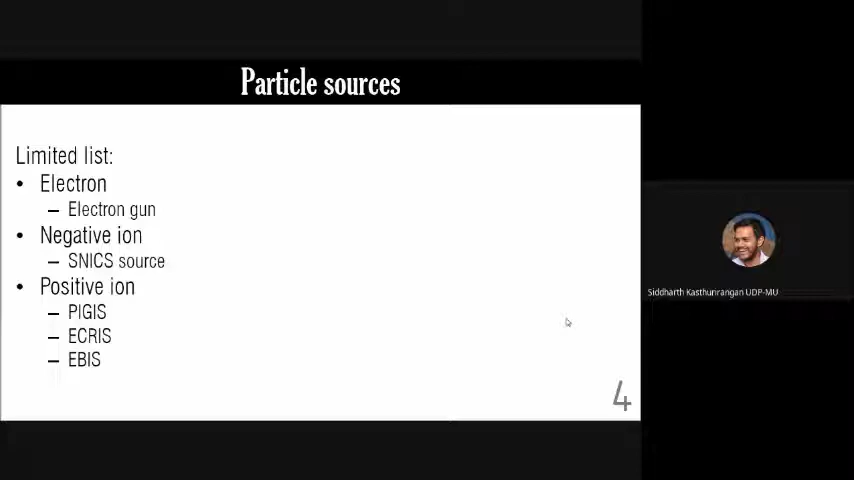 Particle sources
Limited list:
• Electron
– Electron gun
• Negative ion
– SNICS source
• Positive ion
– PIGIS
– ECRIS
– EBIS
4
Siddharth Kasthurirangan UDP-MU